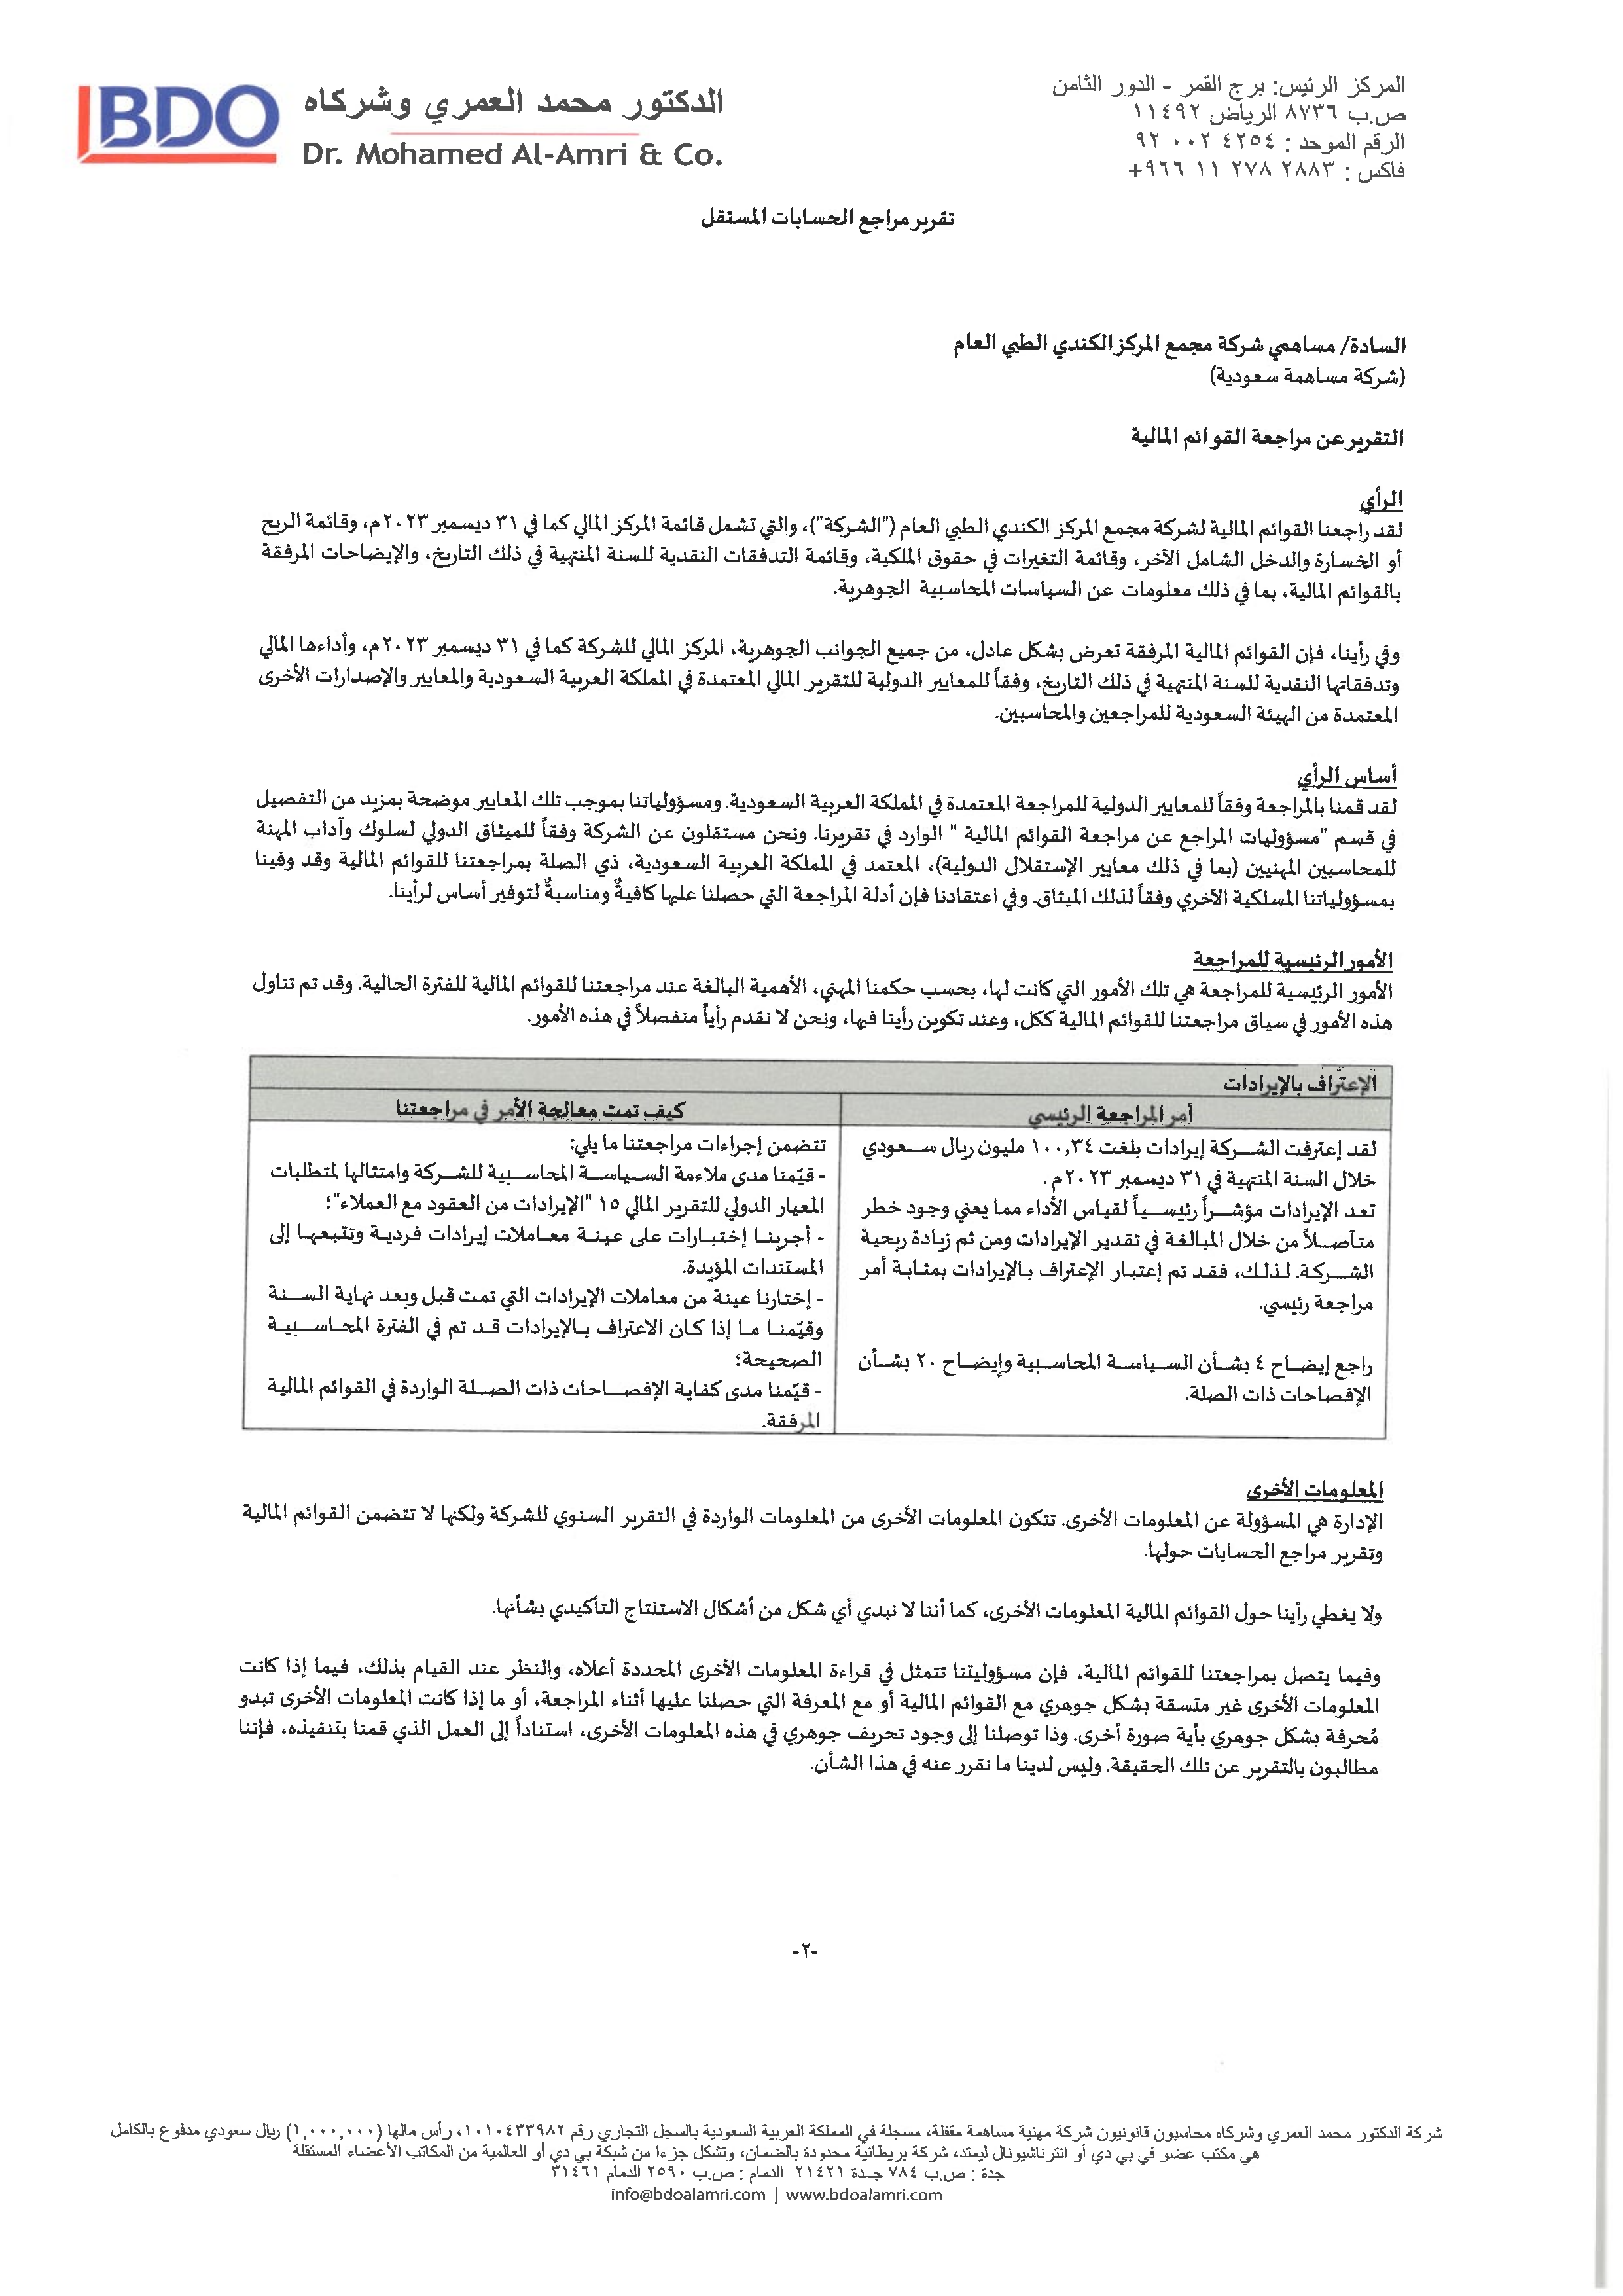 BDO
الدكتور محمد العمري وشركاه
Dr. Mohamed Al-Amri & Co.
المركز الرئيس: برج القمر - الدور الثامن
ص.ب ٨٧٣٦ الرياض ١١٤٩٢
الرقم الموحد : ٤٢٥٤ ٠٠٢ ٩٢
فاكس : ٢٨٨٣ ٢٧٨ ١١ ٩٦٦+
تقرير مراجع الحسابات المستقل
السادة/ مساهمي شركة مجمع المركز الكندي الطبي العام
(شركة مساهمة سعودية)
التقرير عن مراجعة القوائم المالية
الرأي
لقد راجعنا القوائم المالية لشركة مجمع المركز الكندي الطبي العام ("الشركة")، والتي تشمل قائمة المركز المالي كما في ٣١ ديسمبر ٢٠٢٣م، وقائمة الربح
أو الخسارة والدخل الشامل الآخر، وقائمة التغيرات في حقوق الملكية، وقائمة التدفقات النقدية للسنة المنتهية في ذلك التاريخ، والإيضاحات المرفقة
بالقوائم المالية، بما في ذلك معلومات عن السياسات المحاسبية الجوهرية.
وفي رأينا، فإن القوائم المالية المرفقة تعرض بشكل عادل، من جميع الجوانب الجوهرية، المركز المالي للشركة كما في ٣١ ديسمبر ٢٠٢٣م، وأداءها المالي
وتدفقاتها النقدية للسنة المنتهية في ذلك التاريخ، وفقاً للمعايير الدولية للتقرير المالي المعتمدة في المملكة العربية السعودية والمعايير والإصدارات الأخرى
المعتمدة من الهيئة السعودية للمراجعين والمحاسبين.
أساس الرأي
لقد قمنا بالمراجعة وفقاً للمعايير الدولية للمراجعة المعتمدة في المملكة العربية السعودية. ومسؤولياتنا بموجب تلك المعايير موضحة بمزيد من التفصيل
في قسم "مسؤوليات المراجع عن مراجعة القوائم المالية " الوارد في تقريرنا. ونحن مستقلون عن الشركة وفقاً للميثاق الدولي لسلوك وآداب المهنة
للمحاسبين المهنيين (بما في ذلك معايير الإستقلال الدولية)، المعتمد في المملكة العربية السعودية، ذي الصلة بمراجعتنا للقوائم المالية وقد وفينا
بمسؤولياتنا المسلكية الآخري وفقاً لذلك الميثاق. وفي اعتقادنا فإن أدلة المراجعة التي حصلنا عليها كافيةٌ ومناسبةٌ لتوفير أساس لرأينا.
الأمور الرئيسية للمراجعة
الأمور الرئيسية للمراجعة هي تلك الأمور التي كانت لها، بحسب حكمنا المهني، الأهمية البالغة عند مراجعتنا للقوائم المالية للفترة الحالية. وقد تم تناول
هذه الأمور في سياق مراجعتنا للقوائم المالية ككل، وعند تكوين رأينا فيها، ونحن لا نقدم رأياً منفصلاً في هذه الأمور.
الإعتراف بالإيرادات
أمر المراجعة الرئيسي
لقد إعترفت الشركة إيرادات بلغت ١٠٠,٣٤ مليون ريال سعودي
خلال السنة المنتهية في ٣١ ديسمبر ٢٠٢٣م .
تعد الإيرادات مؤشراً رئيسياً لقياس الأداء مما يعني وجود خطر
متأصلاً من خلال المبالغة في تقدير الإيرادات ومن ثم زيادة ربحية
الشركة. لذلك، فقد تم إعتبار الإعتراف بالإيرادات بمثابة أمر
مراجعة رئيسي.
راجع إيضاح ٤ بشأن السياسة المحاسبية وإيضاح ٢٠ بشأن
الإفصاحات ذات الصلة.
كيف تمت معالجة الأمر في مراجعتنا
تتضمن إجراءات مراجعتنا ما يلي:
- قيّمنا مدى ملاءمة السياسة المحاسبية للشركة وامتثالها لمتطلبات
المعيار الدولي للتقرير المالي ١٥ "الإيرادات من العقود مع العملاء"؛
- أجرينا إختبارات على عينة معاملات إيرادات فردية وتتبعها إلى
المستندات المؤيدة.
- إختارنا عينة من معاملات الإيرادات التي تمت قبل وبعد نهاية السنة
وقيّمنا ما إذا كان الاعتراف بالإيرادات قد تم في الفترة المحاسبية
الصحيحة؛
- قيّمنا مدى كفاية الإفصاحات ذات الصلة الواردة في القوائم المالية
المرفقة.
المعلومات الأخرى
الإدارة هي المسؤولة عن المعلومات الأخرى. تتكون المعلومات الأخرى من المعلومات الواردة في التقرير السنوي للشركة ولكنها لا تتضمن القوائم المالية
وتقرير مراجع الحسابات حولها.
ولا يغطي رأينا حول القوائم المالية المعلومات الأخرى، كما أننا لا نبدي أي شكل من أشكال الاستنتاج التأكيدي بشأنها.
وفيما يتصل بمراجعتنا للقوائم المالية، فإن مسؤوليتنا تتمثل في قراءة المعلومات الأخرى المحددة أعلاه، والنظر عند القيام بذلك، فيما إذا كانت
المعلومات الأخرى غير متسقة بشكل جوهري مع القوائم المالية أو مع المعرفة التي حصلنا عليها أثناء المراجعة، أو ما إذا كانت المعلومات الأخرى تبدو
مُحرفة بشكل جوهري بأية صورة أخرى. وذا توصلنا إلى وجود تحريف جوهري في هذه المعلومات الأخرى، استناداً إلى العمل الذي قمنا بتنفيذه، فإننا
مطالبون بالتقرير عن تلك الحقيقة. وليس لدينا ما نقرر عنه في هذا الشأن.
-٢-
شركة الدكتور محمد العمري وشركاه محاسبون قانونيون شركة مهنية مساهمة مقفلة، مسجلة في المملكة العربية السعودية بالسجل التجاري رقم ١٠١٠٤٣٣٩٨٢، رأس مالها (١,٠٠٠,٠٠٠) ريال سعودي مدفوع بالكامل
هي مكتب عضو في بي دي أو انترناشيونال ليمتد، شركة بريطانية محدودة بالضمان، وتشكل جزءا من شبكة بي دي أو العالمية من المكاتب الأعضاء المستقلة
جدة : ص.ب ٧٨٤ جدة ٢١٤٢١ الدمام : ص.ب ٢٥٩٠ الدمام ٣١٤٦١
info@bdoalamri.com | www.bdoalamri.com